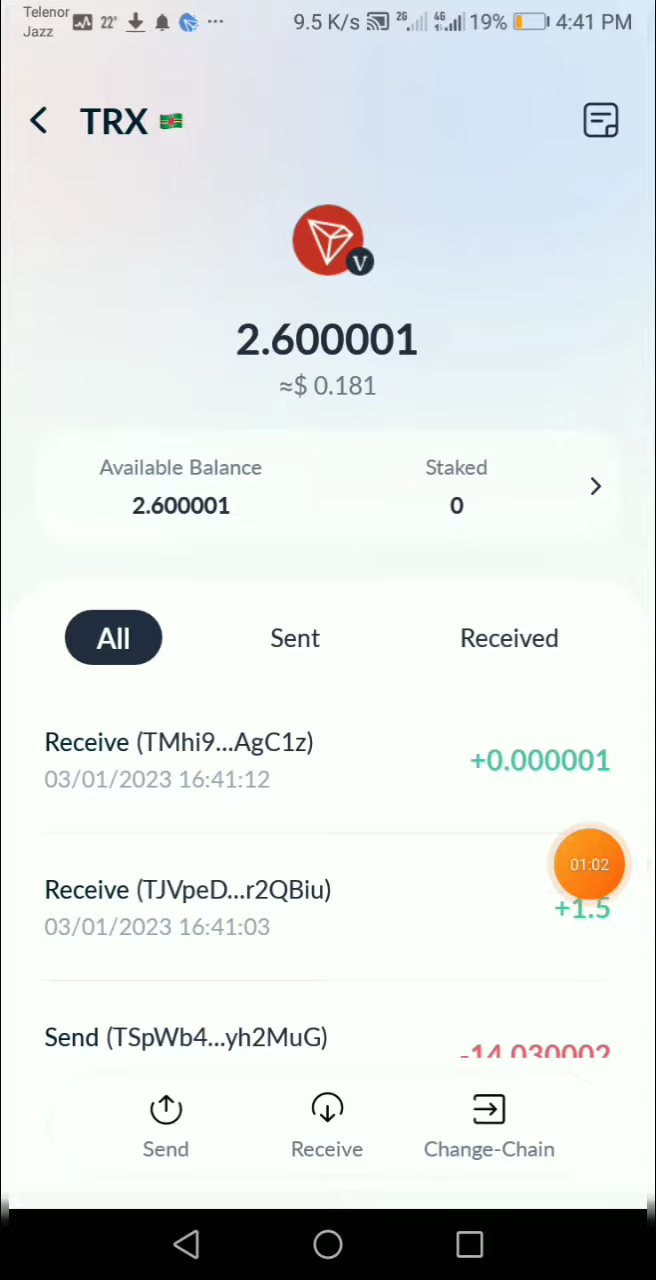 Telenor
Jazz
22°
9.5 K/s
2G
4G
19%
4:41 PM
TRX
V
2.600001
≈$ 0.181
Available Balance
Staked
2.600001
0
All
Sent
Received
Receive (TMhi9...AgC1z)
+0.000001
03/01/2023 16:41:12
01:02
Receive (TJVpeD...r2QBiu)
+1.5
03/01/2023 16:41:03
Send (TSpWb4...yh2MuG)
-14.030002
Send
Receive
Change-Chain